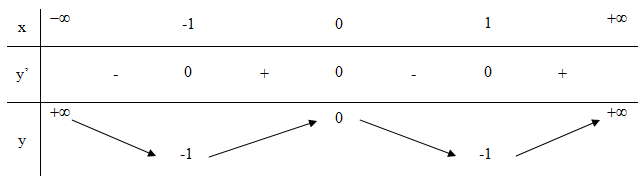 x −∞ -1 0 1 +∞
y’ - 0 + 0 - 0 +
+∞ 0 +∞
y -1 -1